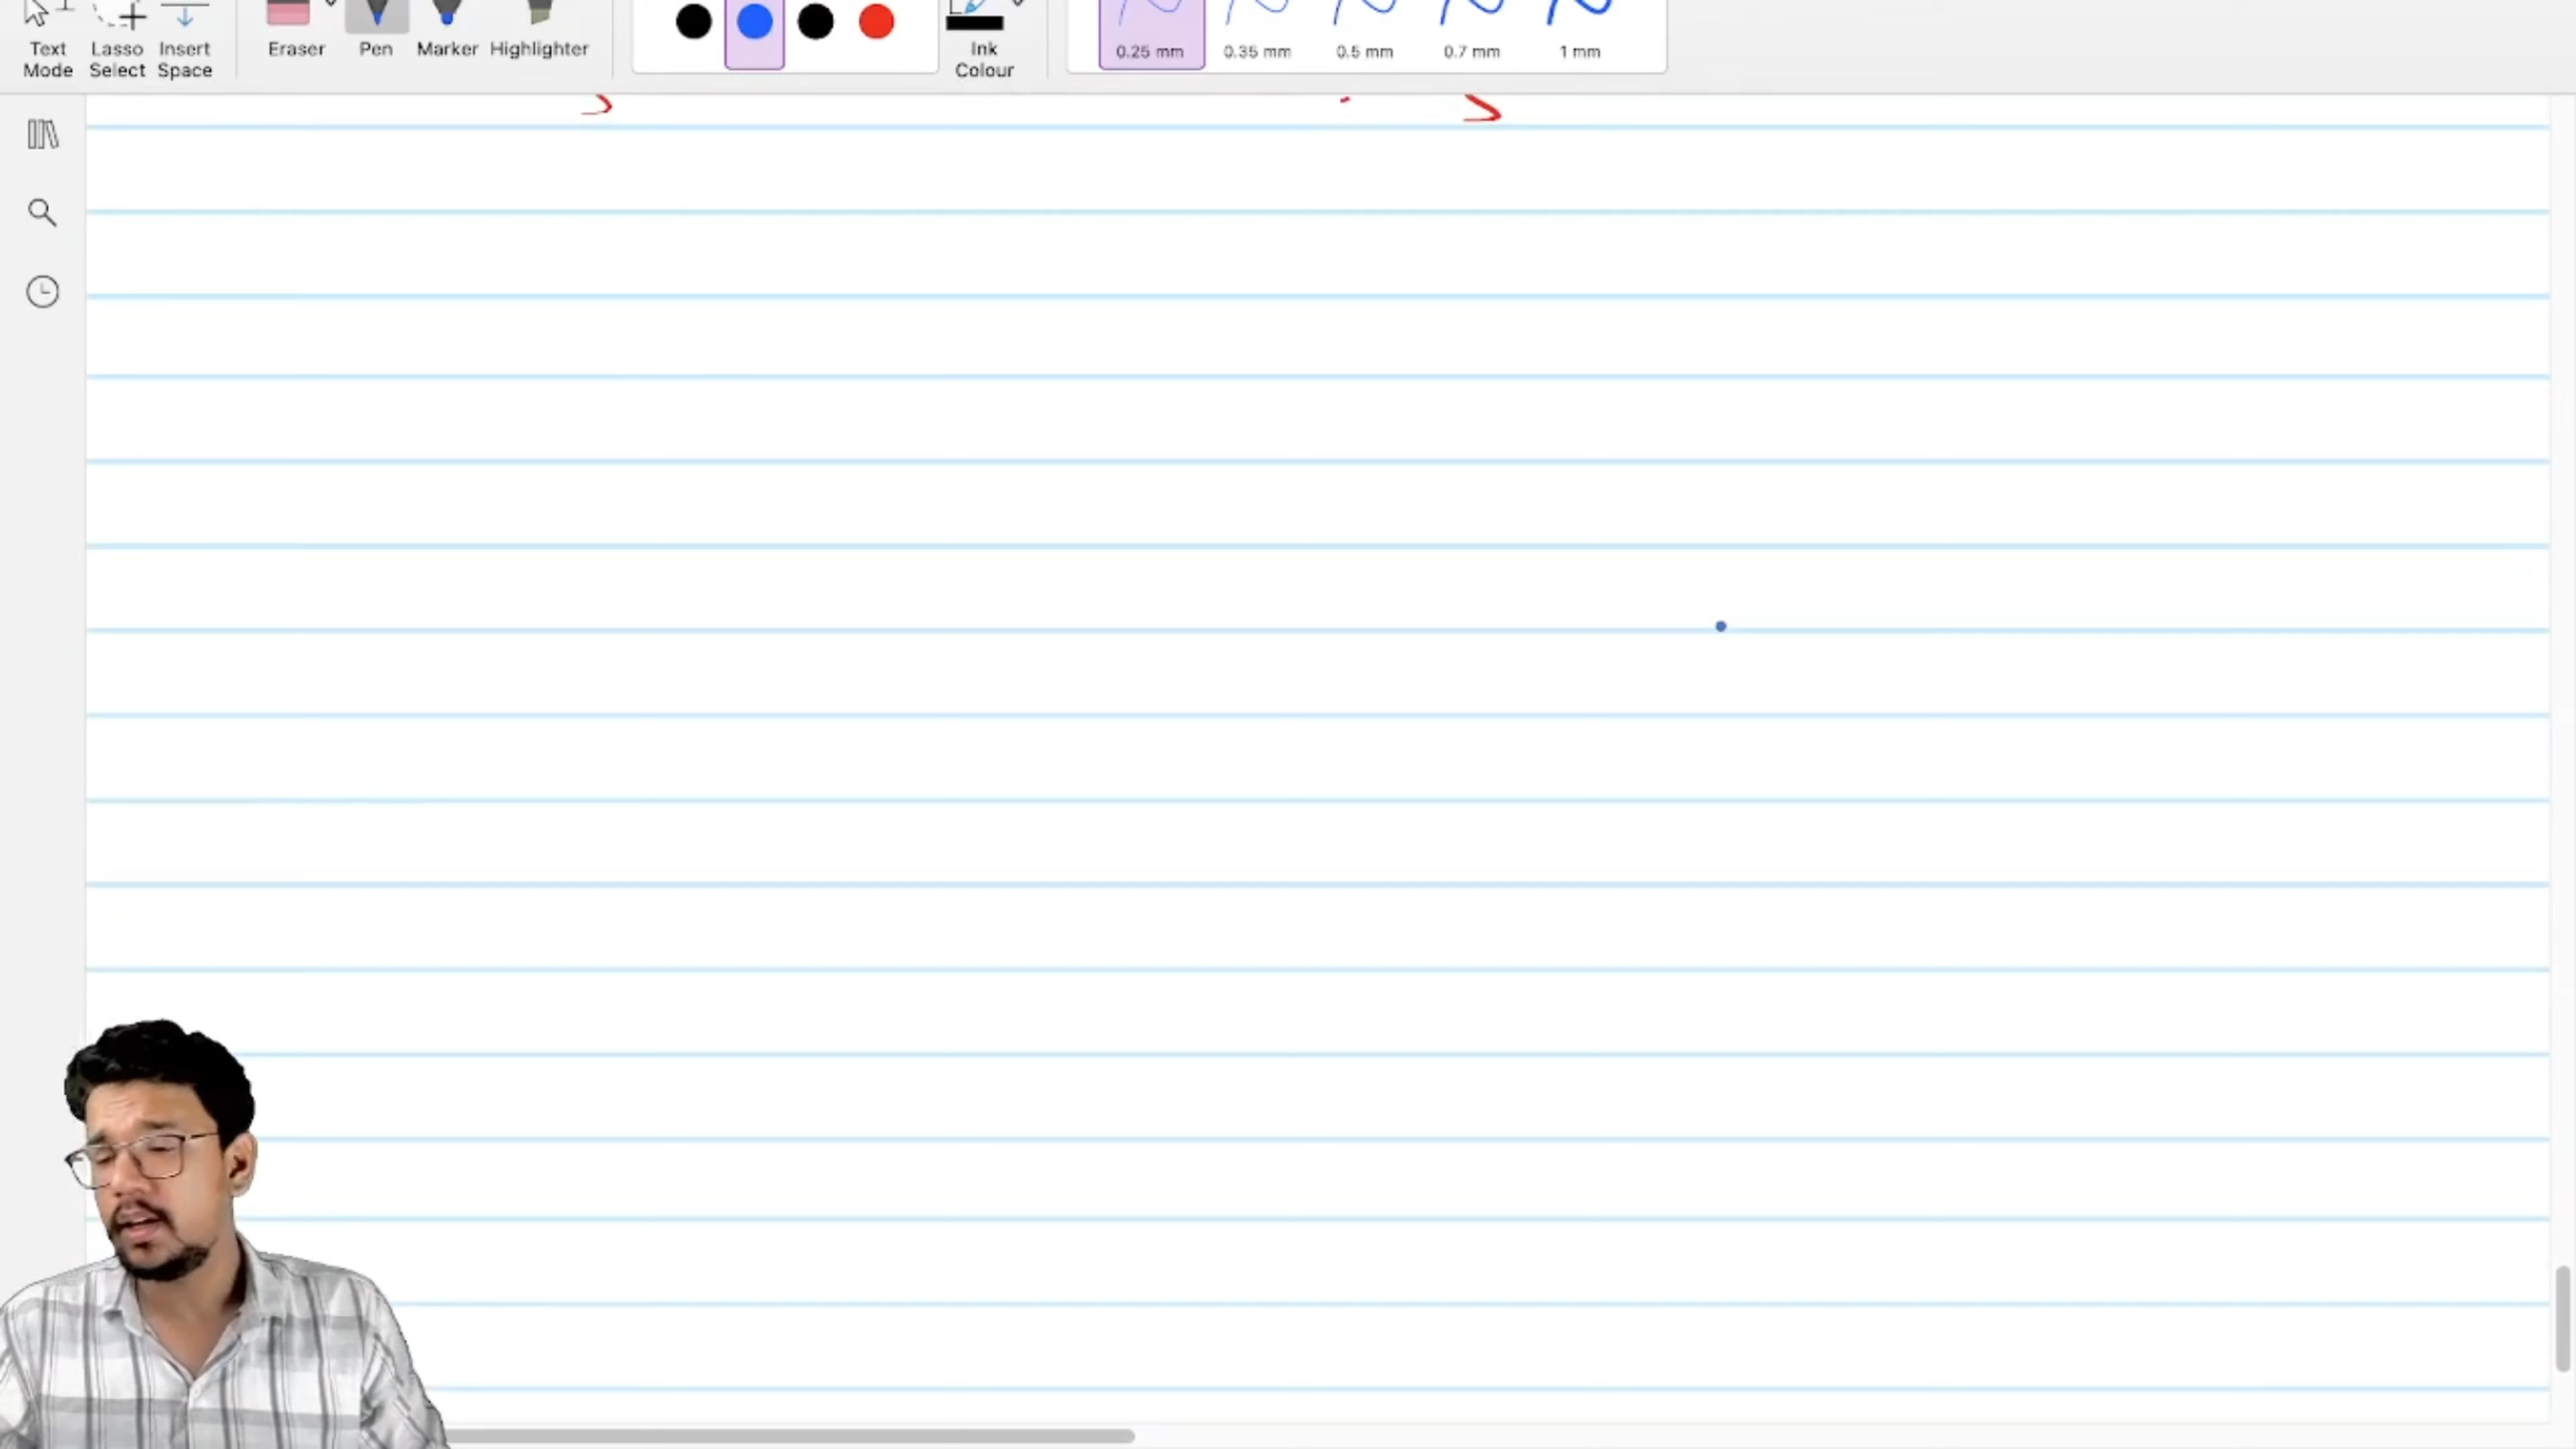 Text Mode
Lasso Select
Insert Space
Eraser
Pen
Marker
Highlighter
Ink Colour
0.25 mm
0.35 mm
0.5 mm
0.7 mm
1 mm